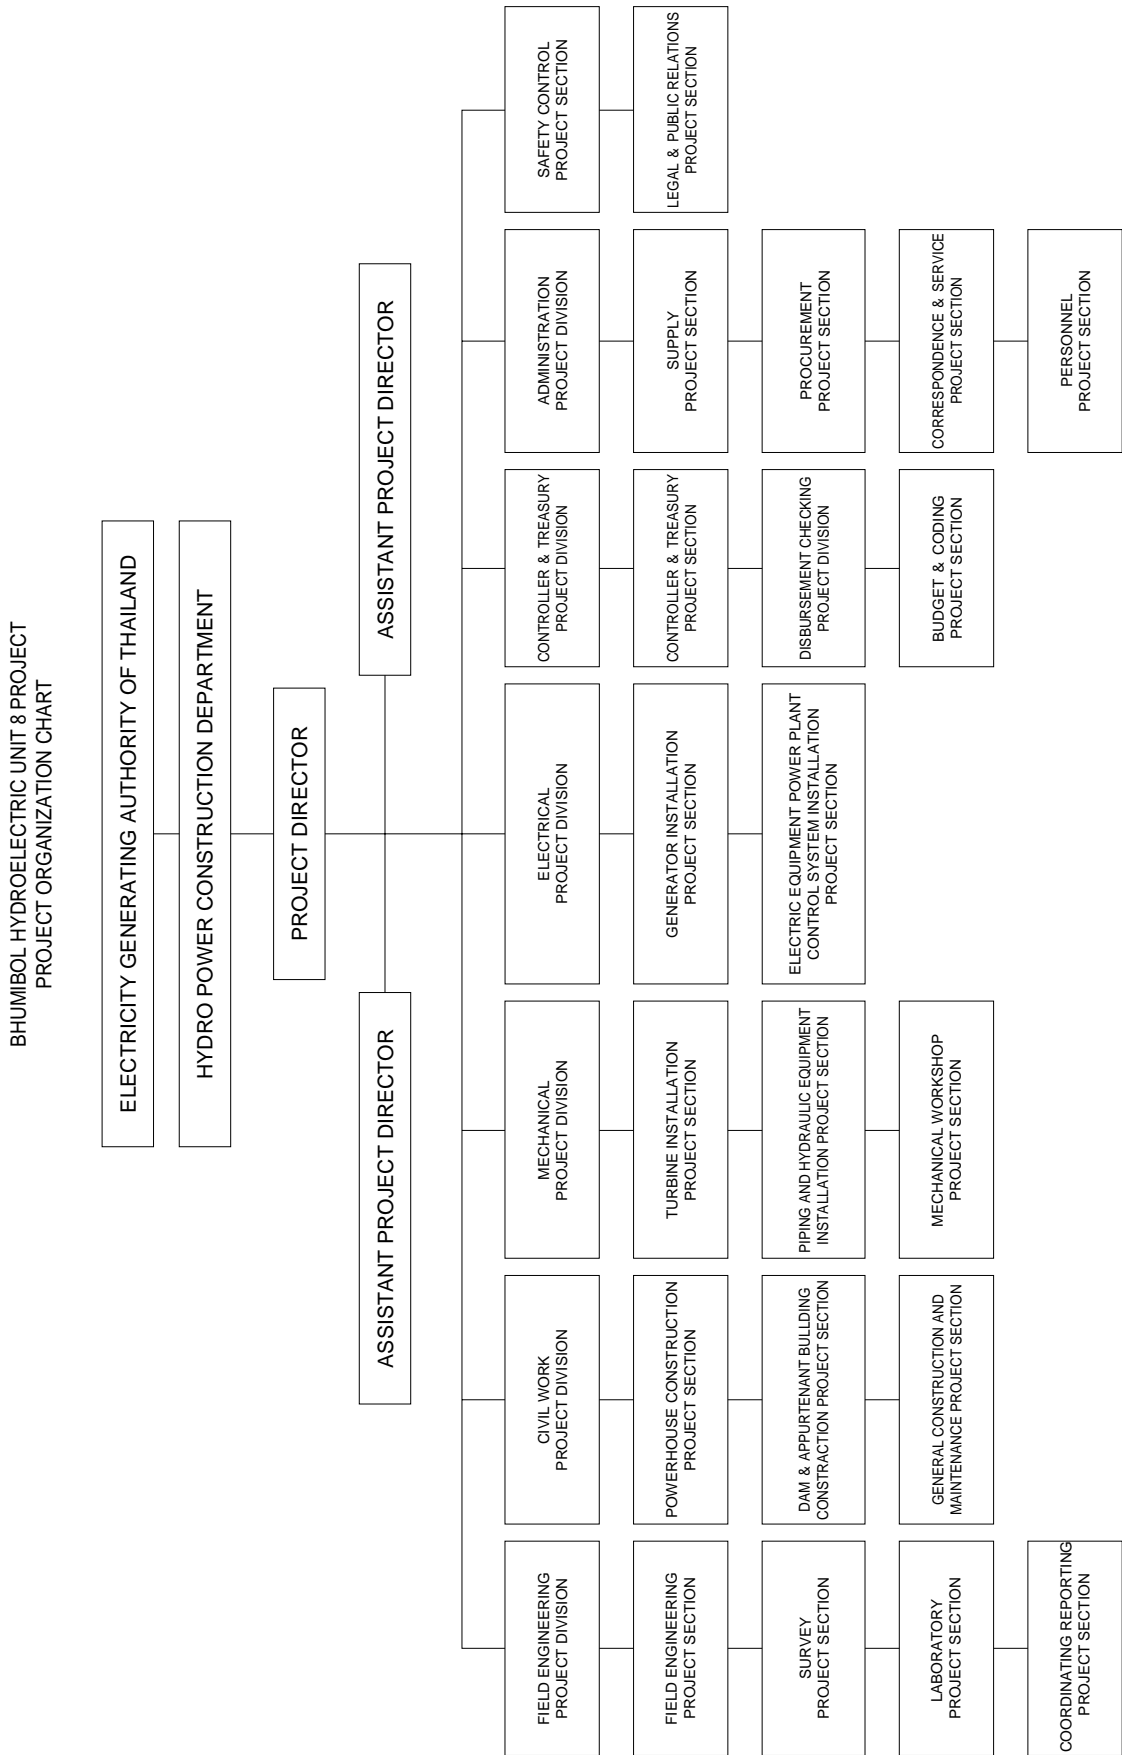 BHUMIBOL HYDROELECTRIC UNIT 8 PROJECT
PROJECT ORGANIZATION CHART
ELECTRICITY GENERATING AUTHORITY OF THAILAND
HYDRO POWER CONSTRUCTION DEPARTMENT
PROJECT DIRECTOR
ASSISTANT PROJECT DIRECTOR
ASSISTANT PROJECT DIRECTOR
FIELD ENGINEERING
PROJECT DIVISION
FIELD ENGINEERING
PROJECT SECTION
SURVEY
PROJECT SECTION
LABORATORY
PROJECT SECTION
COORDINATING REPORTING
PROJECT SECTION
CIVIL WORK
PROJECT DIVISION
POWERHOUSE CONSTRUCTION
PROJECT SECTION
DAM & APPURTENANT BULLDING
CONSTRACTION PROJECT SECTION
GENERAL CONSTRUCTION AND
MAINTENANCE PROJECT SECTION
MECHANICAL
PROJECT DIVISION
TURBINE INSTALLATION
PROJECT SECTION
PIPING AND HYDRAULIC EQUIPMENT
INSTALLATION PROJECT SECTION
MECHANICAL WORKSHOP
PROJECT SECTION
ELECTRICAL
PROJECT DIVISION
GENERATOR INSTALLATION
PROJECT SECTION
ELECTRIC EQUIPMENT POWER PLANT
CONTROL SYSTEM INSTALLATION
PROJECT SECTION
CONTROLLER & TREASURY
PROJECT DIVISION
CONTROLLER & TREASURY
PROJECT SECTION
DISBURSEMENT CHECKING
PROJECT DIVISION
BUDGET & CODING
PROJECT SECTION
ADMINISTRATION
PROJECT DIVISION
SUPPLY
PROJECT SECTION
PROCUREMENT
PROJECT SECTION
CORRESPONDENCE & SERVICE
PROJECT SECTION
PERSONNEL
PROJECT SECTION
SAFETY CONTROL
PROJECT SECTION
LEGAL & PUBLIC RELATIONS
PROJECT SECTION